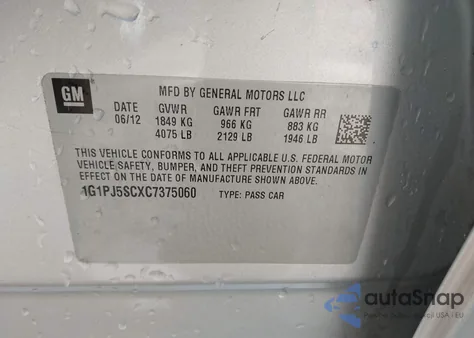 GM
MFD BY GENERAL MOTORS LLC
DATE GVWR GAWR FRT GAWR RR
06/12 1849 KG 966 KG 883 KG
4075 LB 2129 LB 1946 LB
THIS VEHICLE CONFORMS TO ALL APPLICABLE U.S. FEDERAL MOTOR
VEHICLE SAFETY, BUMPER, AND THEFT PREVENTION STANDARDS IN
EFFECT ON THE DATE OF MANUFACTURE SHOWN ABOVE.
1G1PJ5SCXC7375060 TYPE: PASS CAR
autoSnap
USA i EU